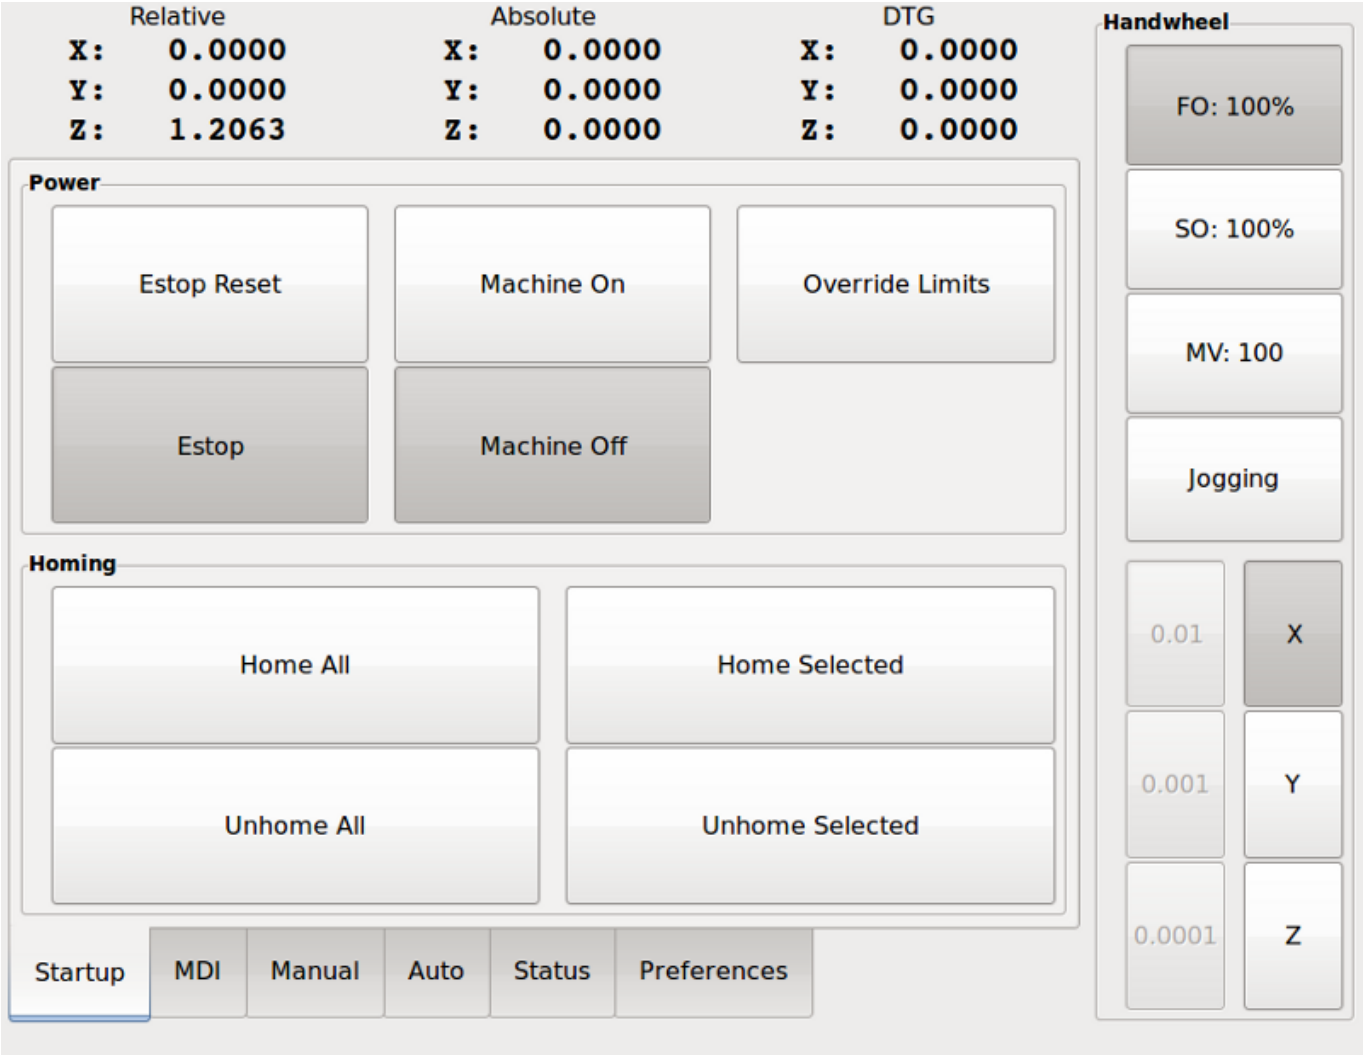 Relative Absolute DTG
X: 0.0000 X: 0.0000 X: 0.0000
Y: 0.0000 Y: 0.0000 Y: 0.0000
Z: 1.2063 Z: 0.0000 Z: 0.0000
Power
Estop Reset Machine On Override Limits
Estop Machine Off
Homing
Home All Home Selected
Unhome All Unhome Selected
Startup MDI Manual Auto Status Preferences
Handwheel
FO: 100%
SO: 100%
MV: 100
Jogging
0.01 X
0.001 Y
0.0001 Z